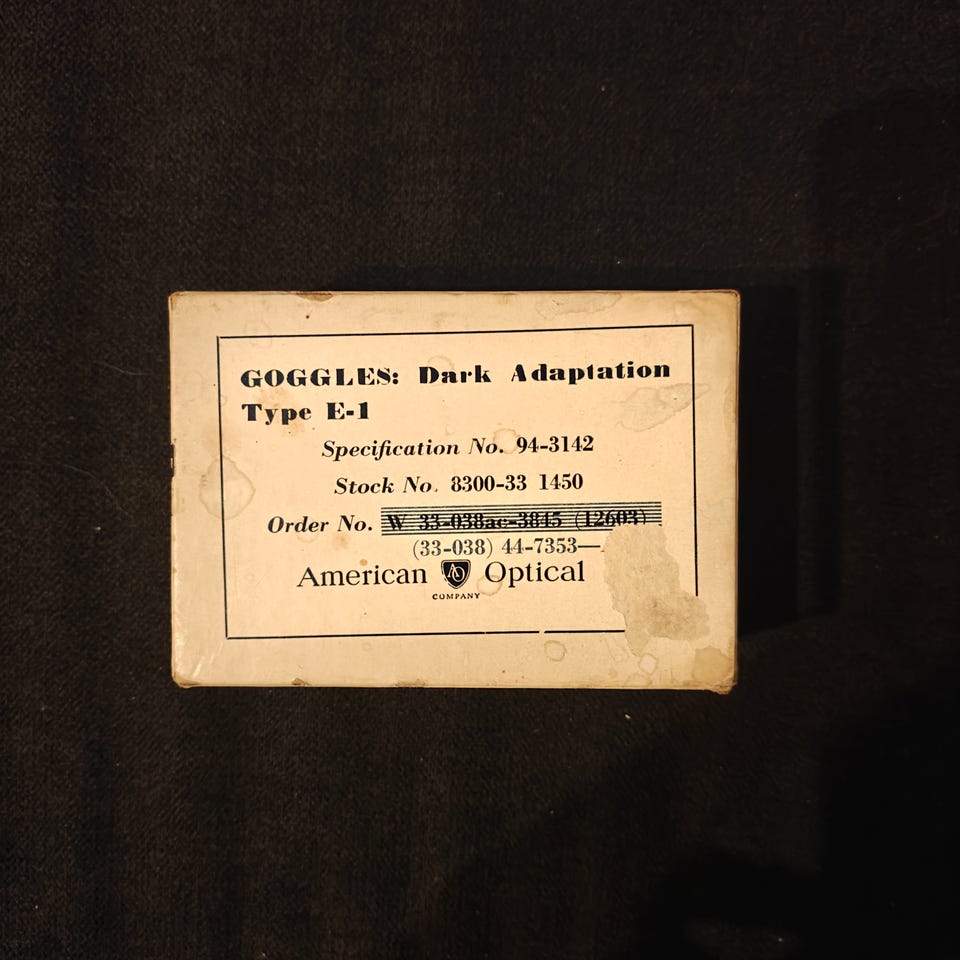 GOGGLES: Dark Adaptation
Type E-1
Specification No. 94-3142
Stock No. 8300-33 1450
Order No. W 33-038ac-3845 (12603)
(33-038) 44-7353—
American AO Optical
COMPANY